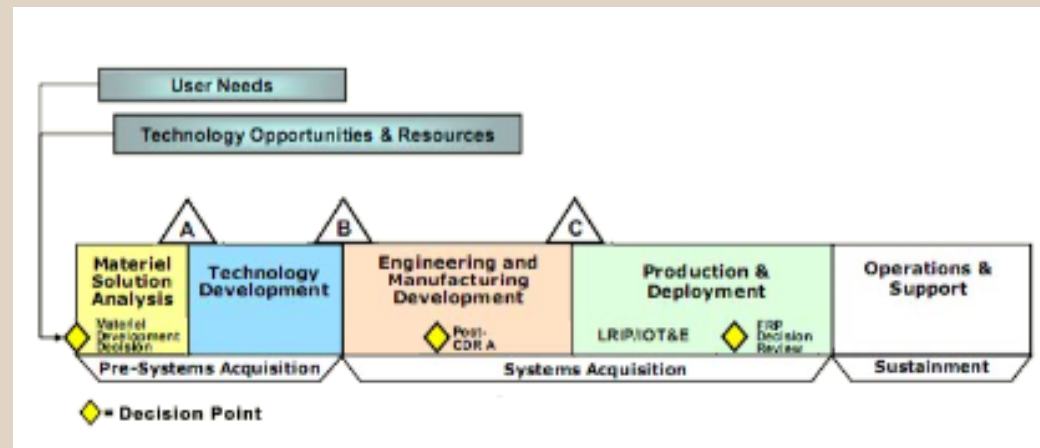 User Needs
Technology Opportunities & Resources
A
B
C
Materiel
Solution
Analysis
Materiel
Development
Decision
Technology
Development
Engineering and
Manufacturing
Development
Post-
CDR A
Production &
Deployment
LRIP/IOT&E
FRP
Decision
Review
Operations &
Support
Pre-Systems Acquisition
Systems Acquisition
Sustainment
= Decision Point